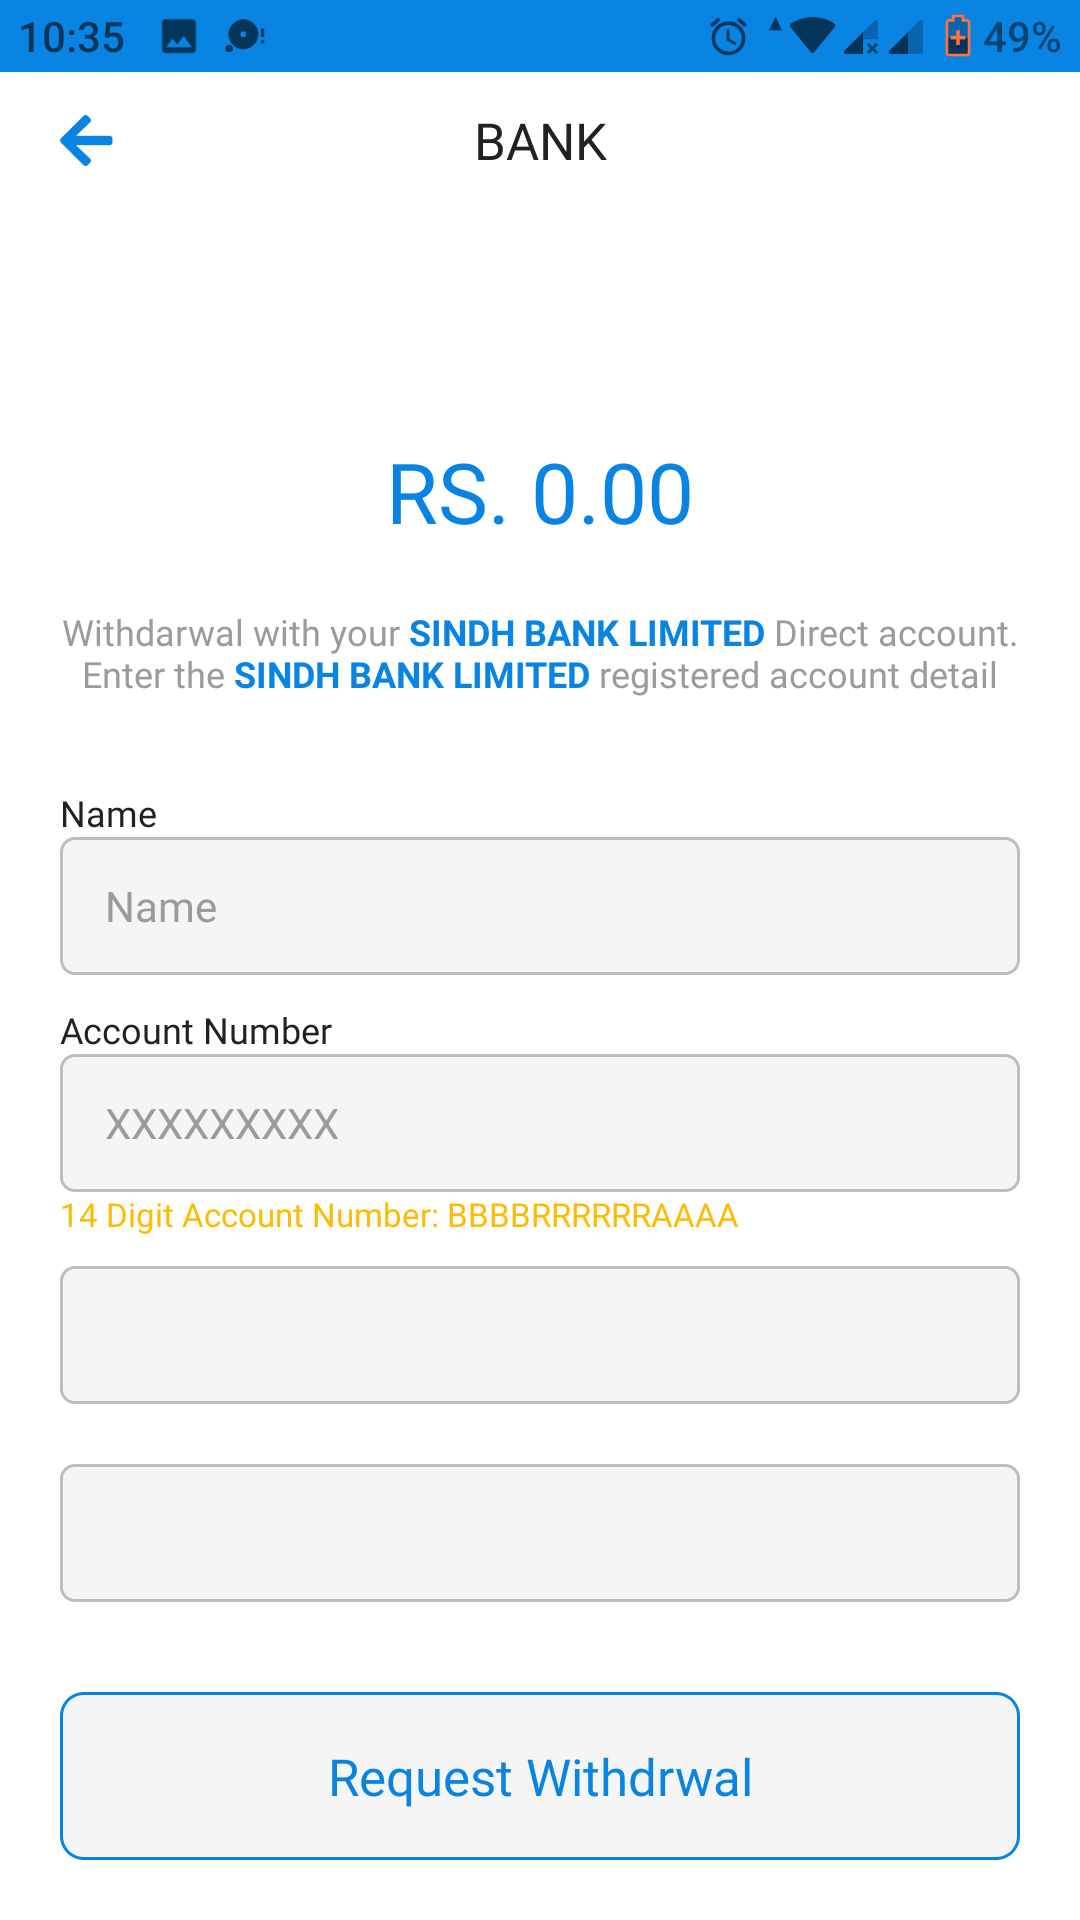 10:35
49%
BANK
RS. 0.00
Withdarwal with your SINDH BANK LIMITED Direct account.
Enter the SINDH BANK LIMITED registered account detail
Name
Name
Account Number
XXXXXXXXX
14 Digit Account Number: BBBBRRRRRRAAAA
Request Withdrwal